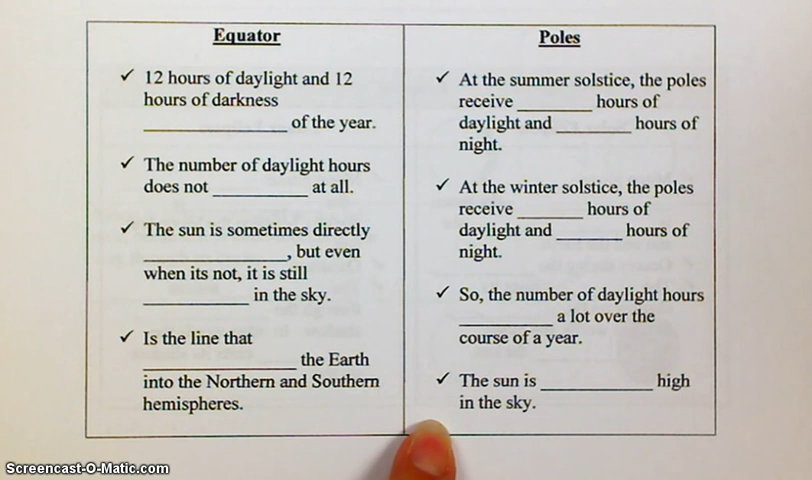 Equator
✓ 12 hours of daylight and 12
hours of darkness
_______________ of the year.
✓ The number of daylight hours
does not __________ at all.
✓ The sun is sometimes directly
_______________, but even
when its not, it is still
___________ in the sky.
✓ Is the line that
________________ the Earth
into the Northern and Southern
hemispheres.
Poles
✓ At the summer solstice, the poles
receive ________ hours of
daylight and ________ hours of
night.
✓ At the winter solstice, the poles
receive _______ hours of
daylight and _______ hours of
night.
✓ So, the number of daylight hours
__________ a lot over the
course of a year.
✓ The sun is ____________ high
in the sky.
Screencast-O-Matic.com